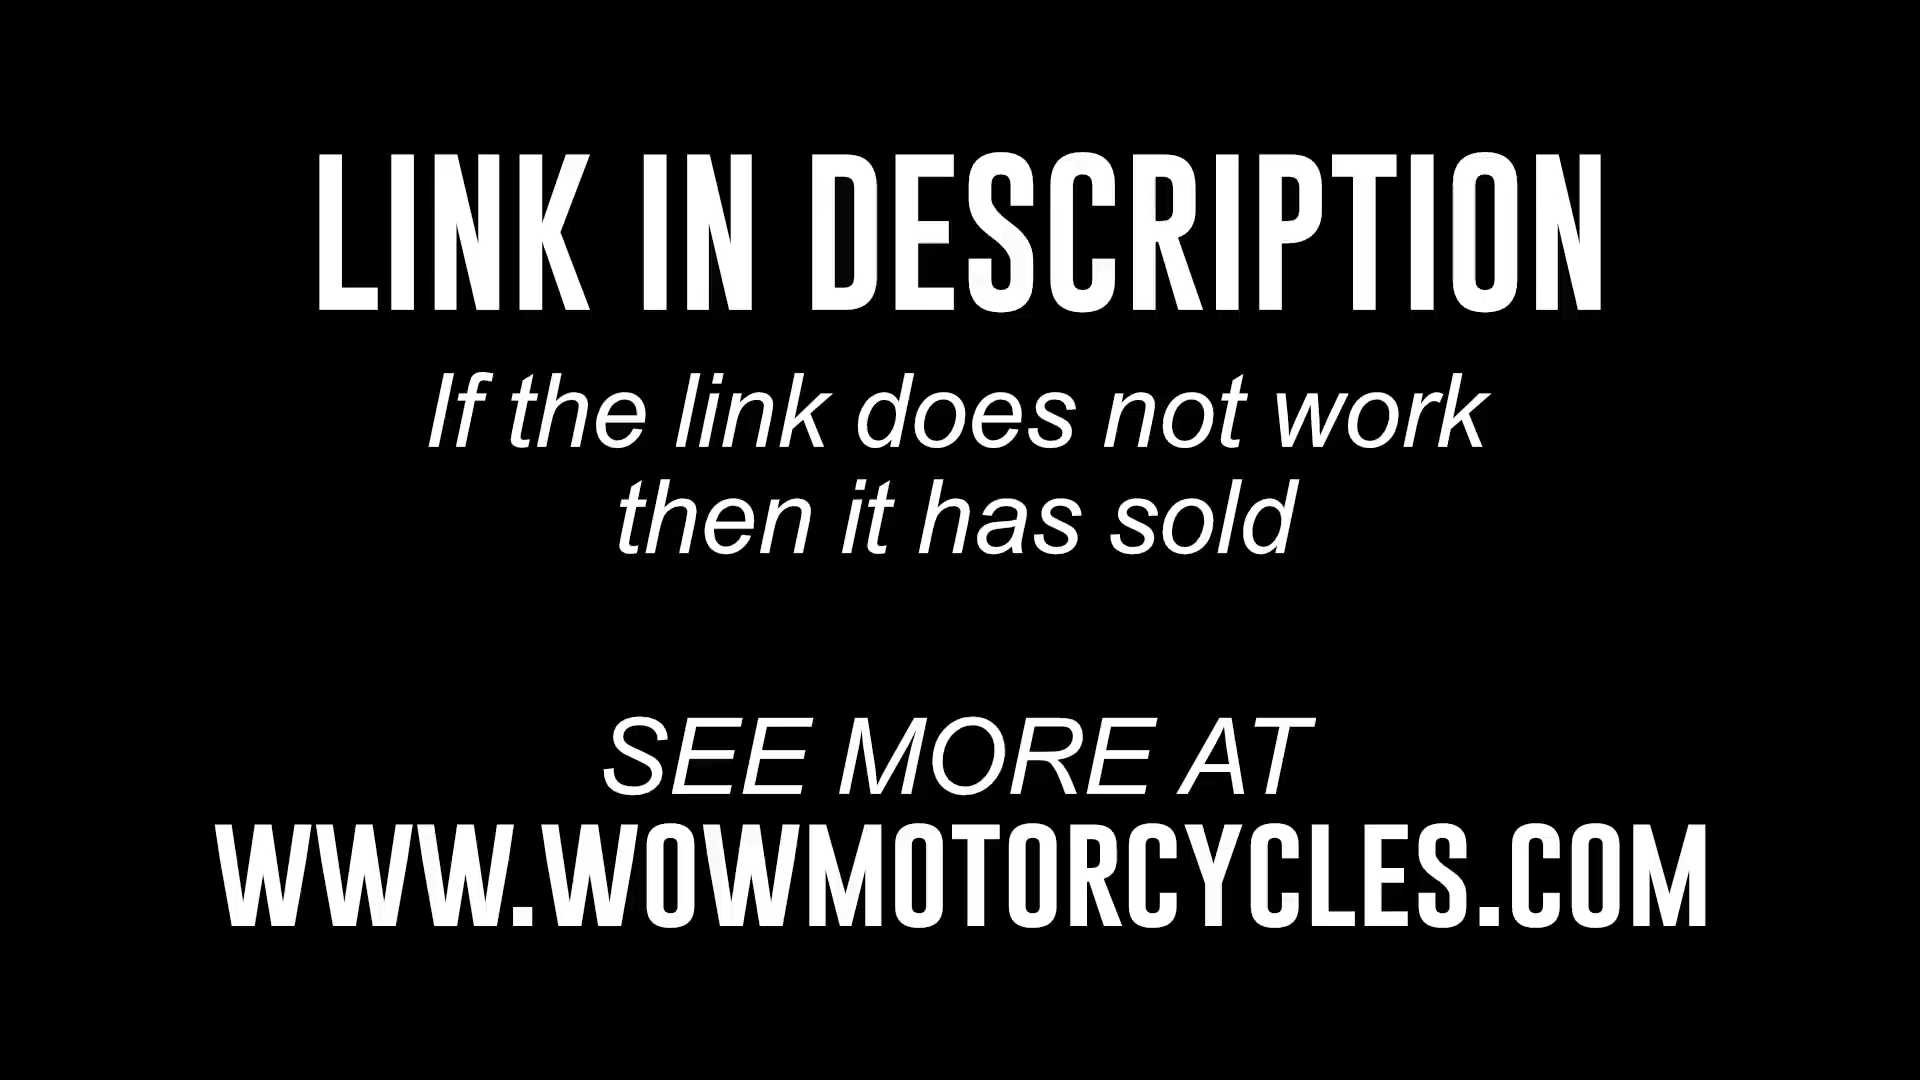 LINK IN DESCRIPTION
If the link does not work
then it has sold
SEE MORE AT
WWW.WOWMOTORCYCLES.COM